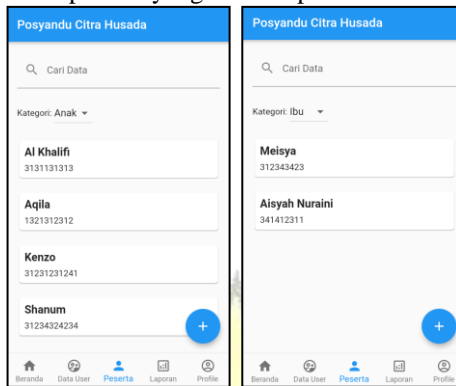 Posyandu Citra Husada
Cari Data
Kategori: Anak
Al Khalifi
3131131313
Aqila
1321312312
Kenzo
31231231241
Shanum
31234324234
+
Beranda Data User Peserta Laporan Profile
Posyandu Citra Husada
Cari Data
Kategori: Ibu
Meisya
312343423
Aisyah Nuraini
341412311
+
Beranda Data User Peserta Laporan Profile